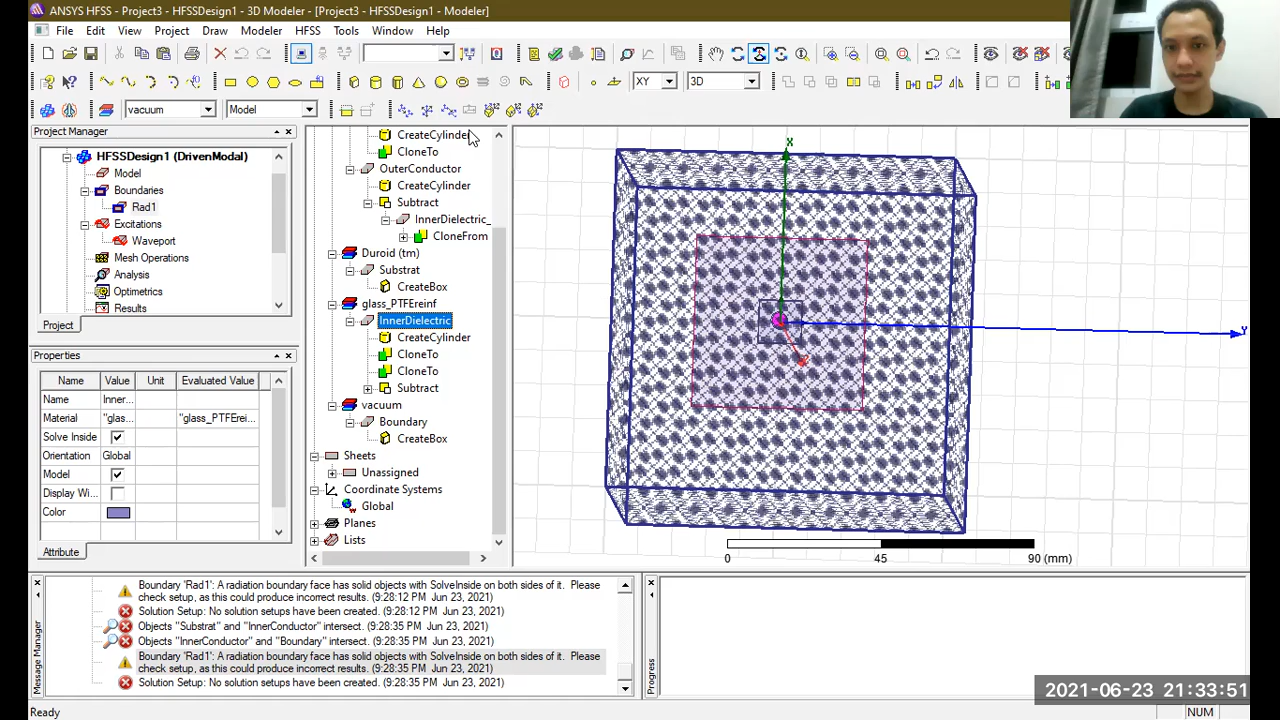 ANSYS HFSS - Project3 - HFSSDesign1 - 3D Modeler - [Project3 - HFSSDesign1 - Modeler]
File Edit View Project Draw Modeler HFSS Tools Window Help
XY 3D
vacuum Model
Project Manager
HFSSDesign1 (DrivenModal)
Model
Boundaries
Rad1
Excitations
Waveport
Mesh Operations
Analysis
Optimetrics
Results
Project
Properties
Name Value Unit Evaluated Value
Name Inner...
Material "glas... "glass_PTFErei...
Solve Inside
Orientation Global
Model
Display Wi...
Color
Attribute
CreateCylinder
CloneTo
OuterConductor
CreateCylinder
Subtract
InnerDielectric_
CloneFrom
Duroid (tm)
Substrat
CreateBox
glass_PTFEreinf
InnerDielectric
CreateCylinder
CloneTo
CloneTo
Subtract
vacuum
Boundary
CreateBox
Sheets
Unassigned
Coordinate Systems
Global
Planes
Lists
X
Y
0 45 90 (mm)
Message Manager
Boundary 'Rad1': A radiation boundary face has solid objects with SolveInside on both sides of it. Please
check setup, as this could produce incorrect results. (9:28:12 PM Jun 23, 2021)
Solution Setup: No solution setups have been created. (9:28:12 PM Jun 23, 2021)
Objects "Substrat" and "InnerConductor" intersect. (9:28:35 PM Jun 23, 2021)
Objects "InnerConductor" and "Boundary" intersect. (9:28:35 PM Jun 23, 2021)
Boundary 'Rad1': A radiation boundary face has solid objects with SolveInside on both sides of it. Please
check setup, as this could produce incorrect results. (9:28:35 PM Jun 23, 2021)
Solution Setup: No solution setups have been created. (9:28:35 PM Jun 23, 2021)
Progress
2021-06-23 21:33:51
Ready
NUM